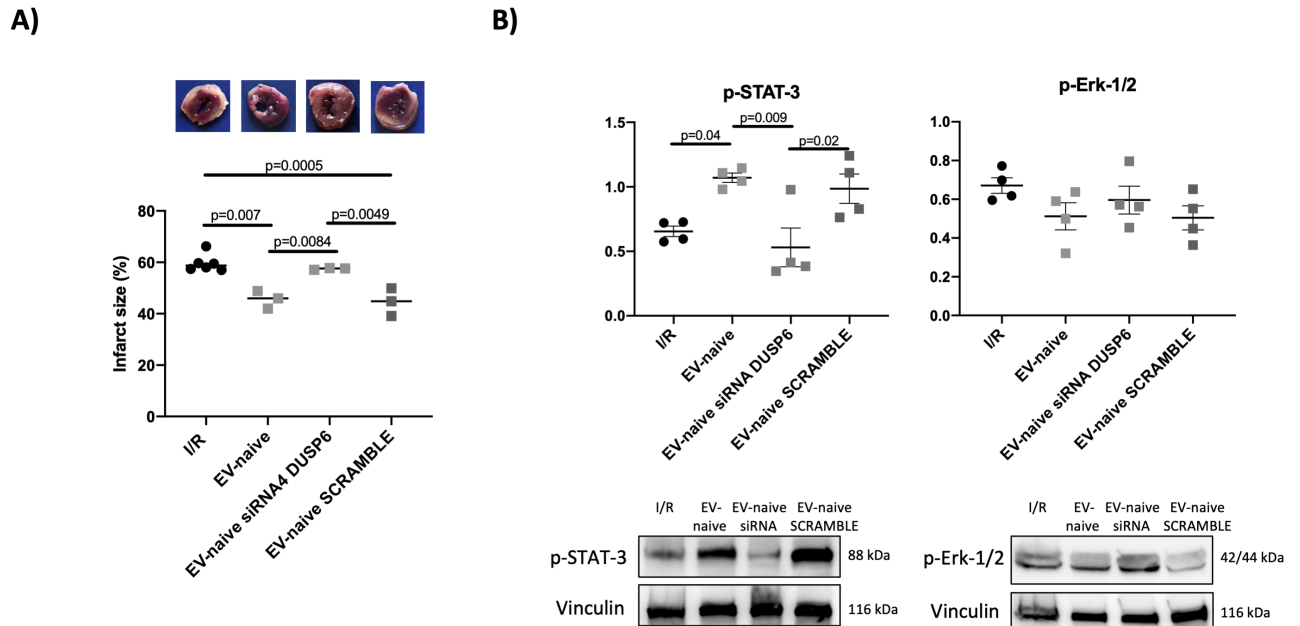 A)
B)
p=0.0005
p=0.007
p=0.0049
p=0.0084
Infarct size (%)
80
60
40
20
0
I/R
EV-naive
EV-naive siRNA4 DUSP6
EV-naive SCRAMBLE
p-STAT-3
p=0.009
p=0.04
p=0.02
1.5
1.0
0.5
0.0
I/R
EV-naive
EV-naive siRNA DUSP6
EV-naive SCRAMBLE
p-Erk-1/2
1.0
0.8
0.6
0.4
0.2
0.0
I/R
EV-naive
EV-naive siRNA DUSP6
EV-naive SCRAMBLE
I/R
EV-
naive
EV-naive
siRNA
EV-naive
SCRAMBLE
p-STAT-3
88 kDa
Vinculin
116 kDa
I/R
EV-
naive
EV-naive
siRNA
EV-naive
SCRAMBLE
p-Erk-1/2
42/44 kDa
Vinculin
116 kDa